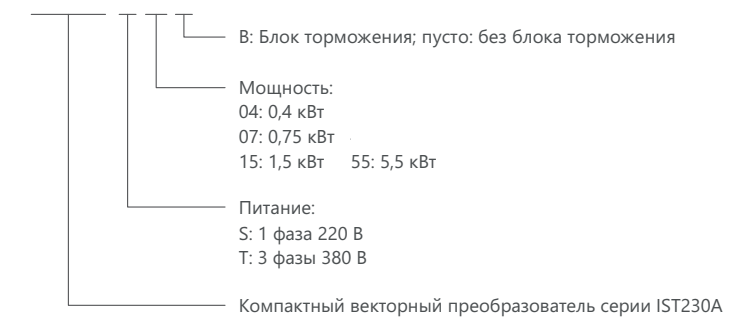 B: Блок торможения; пусто: без блока торможения
Мощность:
04: 0,4 кВт
07: 0,75 кВт
15: 1,5 кВт 55: 5,5 кВт
Питание:
S: 1 фаза 220 В
T: 3 фазы 380 В
Компактный векторный преобразователь серии IST230A